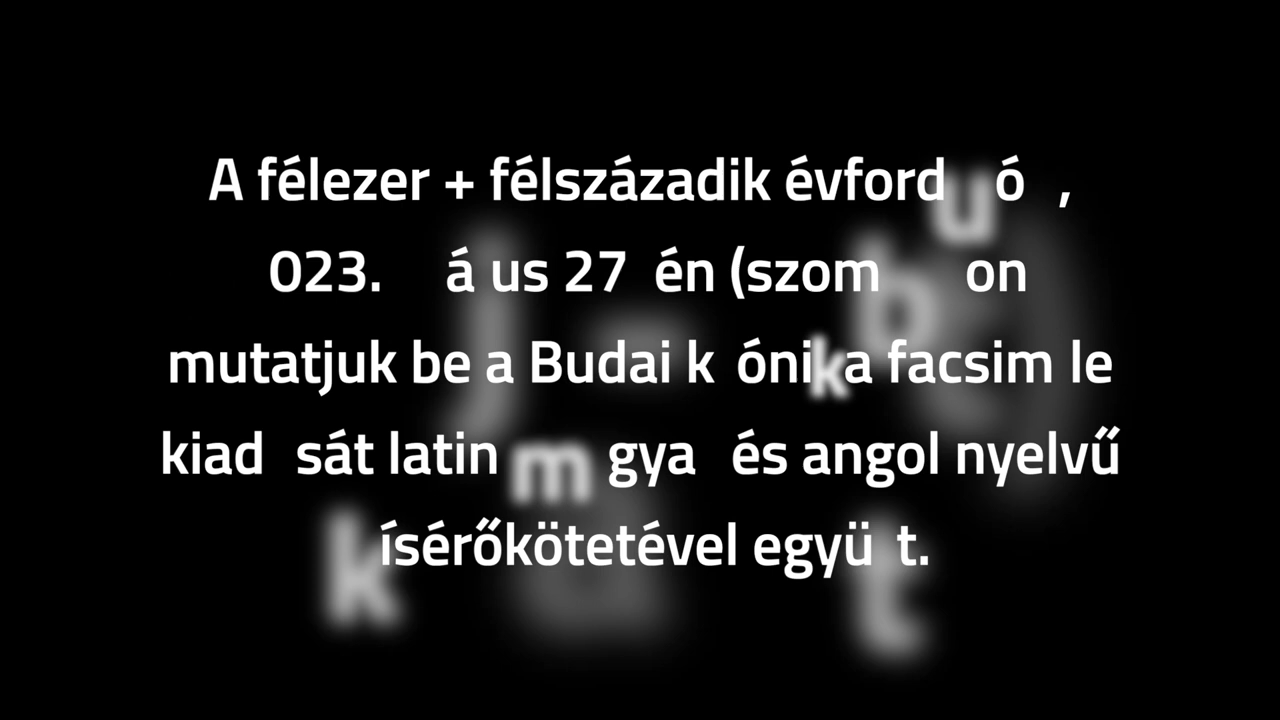 A félezer + félszázadik évford u ó ,
023. á us 27 én (szom b on
mutatjuk be a Budai k ónika facsim le
kiad sát latin m gya és angol nyelvű
k ísérőkötetével együ t.